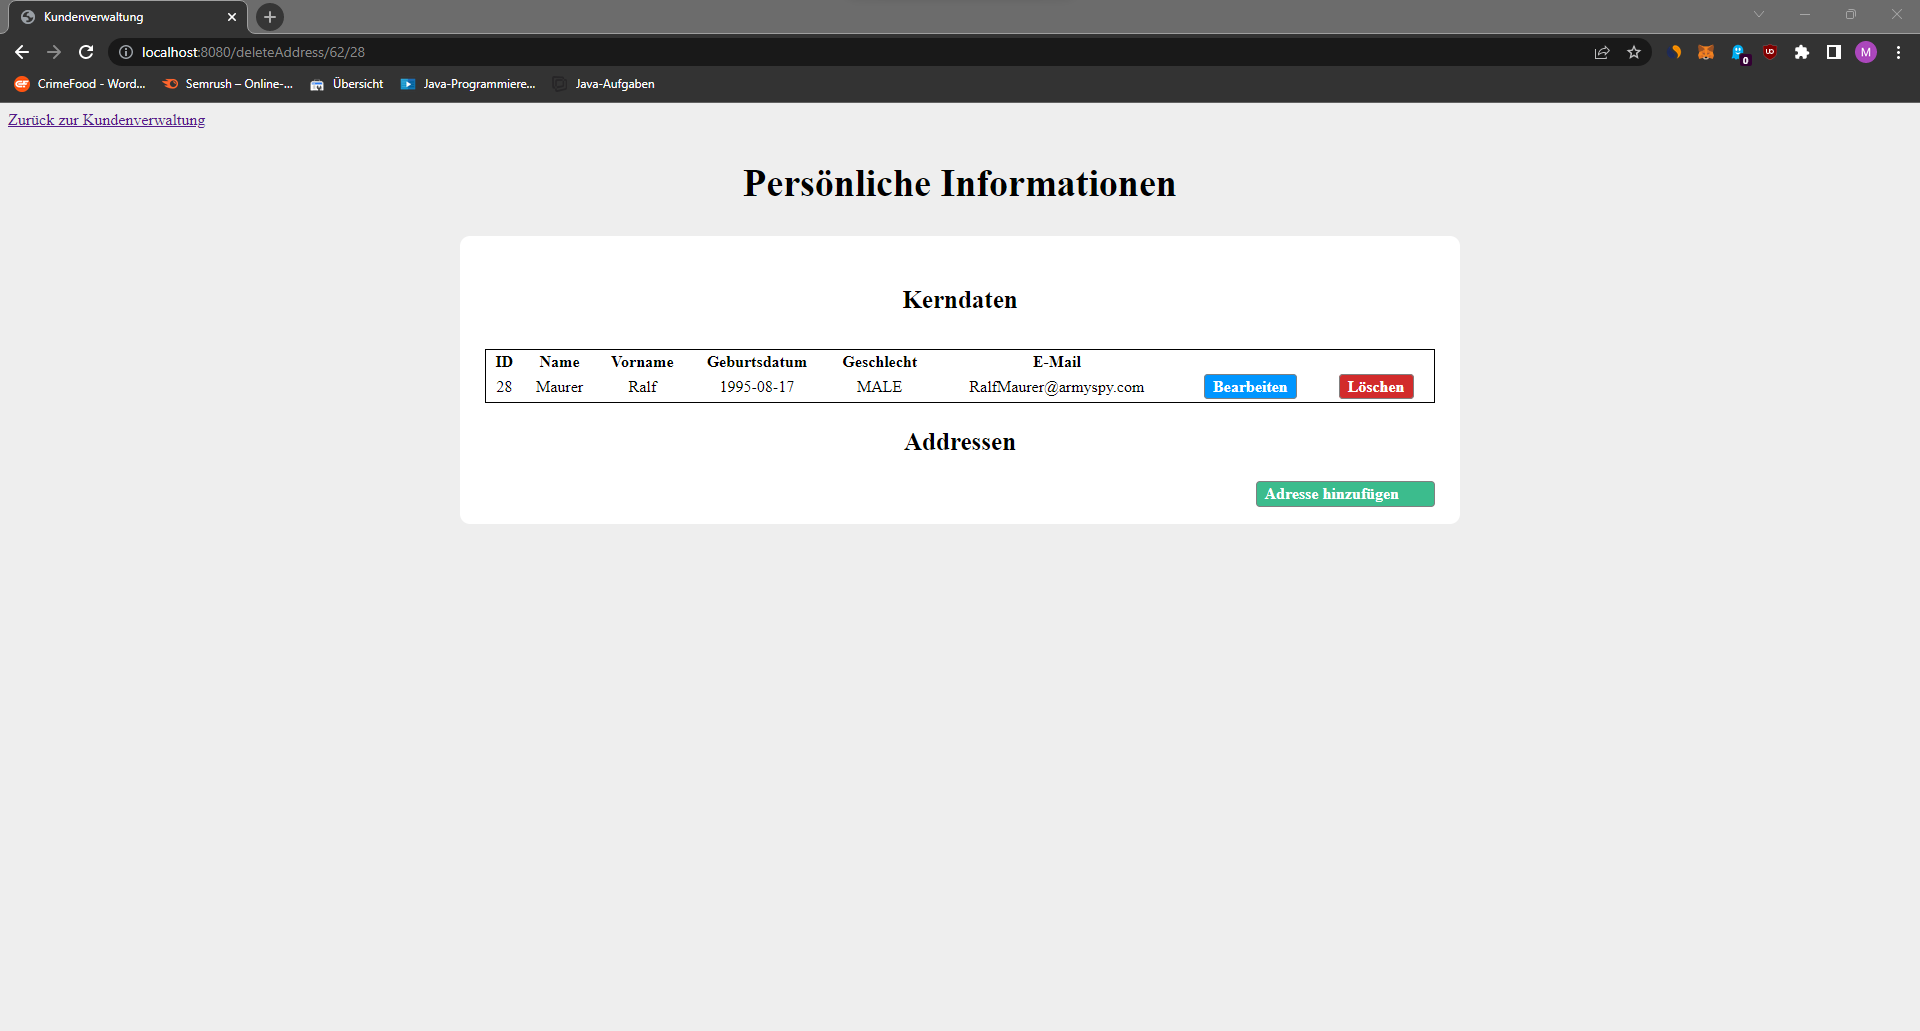 Kundenverwaltung
localhost:8080/deleteAddress/62/28
0
UO
M
CrimeFood - Word... Semrush – Online-... Übersicht Java-Programmiere... Java-Aufgaben
Zurück zur Kundenverwaltung
Persönliche Informationen
Kerndaten
ID Name Vorname Geburtsdatum Geschlecht E-Mail
28 Maurer Ralf 1995-08-17 MALE RalfMaurer@armyspy.com Bearbeiten Löschen
Addressen
Adresse hinzufügen